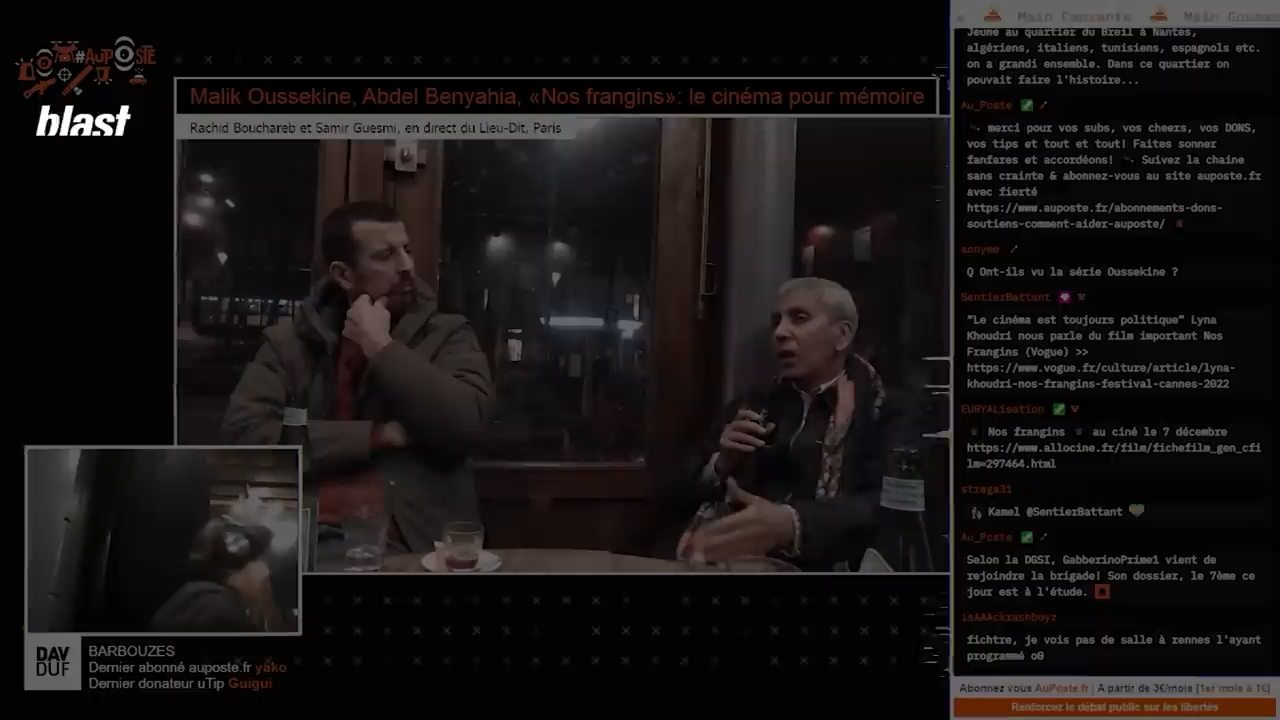 #AUPOSTE
blast
Malik Oussekine, Abdel Benyahia, «Nos frangins»: le cinéma pour mémoire
Rachid Bouchareb et Samir Guesmi, en direct du Lieu-Dit, Paris
DAV
DUF
BARBOUZES
Dernier abonné auposte.fr yako
Dernier donateur uTip Guigui
Main Courante
Jeune au quartier du Breil à Nantes,
algériens, italiens, tunisiens, espagnols etc.
on a grandi ensemble. Dans ce quartier on
pouvait faire l'histoire...
Au_Poste
merci pour vos subs, vos cheers, vos DONS,
vos tips et tout et tout! Faites sonner
fanfares et accordéons! Suivez la chaine
sans crainte & abonnez-vous au site auposte.fr
avec fierté
https://www.auposte.fr/abonnements-dons-
soutiens-comment-aider-auposte/
sonyme
Q Ont-ils vu la série Oussekine ?
SentierBattant
“Le cinéma est toujours politique” Lyna
Khoudri nous parle du film important Nos
Frangins (Vogue) >>
https://www.vogue.fr/culture/article/lyna-
khoudri-nos-frangins-festival-cannes-2022
EURYALisation
Nos frangins au ciné le 7 décembre
https://www.allocine.fr/film/fichefilm_gen_cfi
lm=297464.html
strega31
Kamel @SentierBattant
Au_Poste
Selon la DGSI, GabberinoPrime1 vient de
rejoindre la brigade! Son dossier, le 7ème ce
jour est à l'étude.
isAAAckrashboyz
fichtre, je vois pas de salle à rennes l'ayant
programmé o0
Abonnez vous AuPoste.fr | A partir de 3€/mois [1er mois à 1€]
Renforcez le débat public sur les libertés